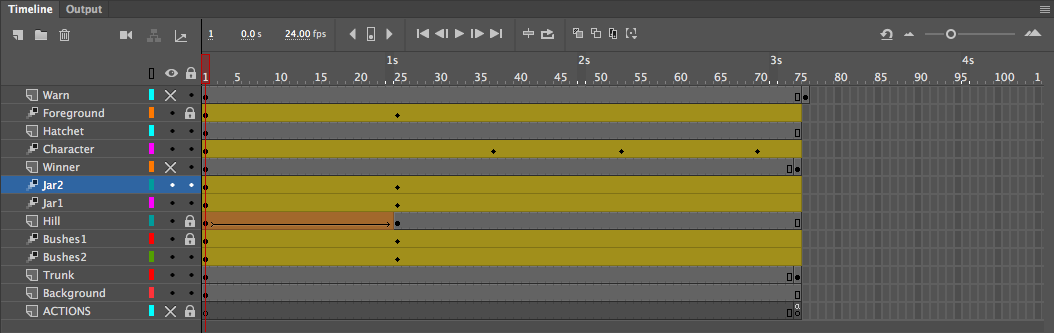 Timeline Output
1 0.0 s 24.00 fps
1s 2s 3s 4s
1 5 10 15 20 25 30 35 40 45 50 55 60 65 70 75 80 85 90 95 100 1
Warn
Foreground
Hatchet
Character
Winner
Jar2
Jar1
Hill
Bushes1
Bushes2
Trunk
Background
ACTIONS a